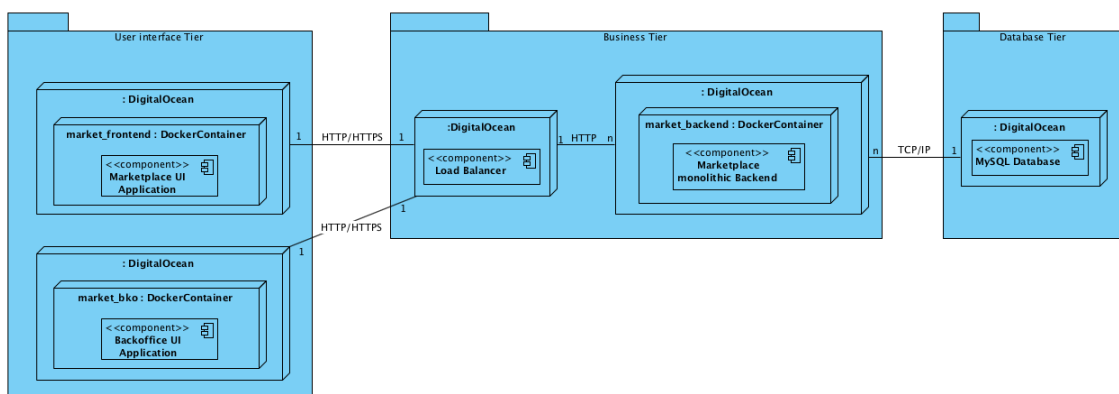 User interface Tier
: DigitalOcean
market_frontend : DockerContainer
<<component>>
Marketplace UI
Application
1
HTTP/HTTPS
1
: DigitalOcean
market_bko : DockerContainer
<<component>>
Backoffice UI
Application
1
HTTP/HTTPS
1
Business Tier
:DigitalOcean
<<component>>
Load Balancer
1
HTTP
n
: DigitalOcean
market_backend : DockerContainer
<<component>>
Marketplace
monolithic Backend
n
TCP/IP
1
Database Tier
: DigitalOcean
<<component>>
MySQL Database